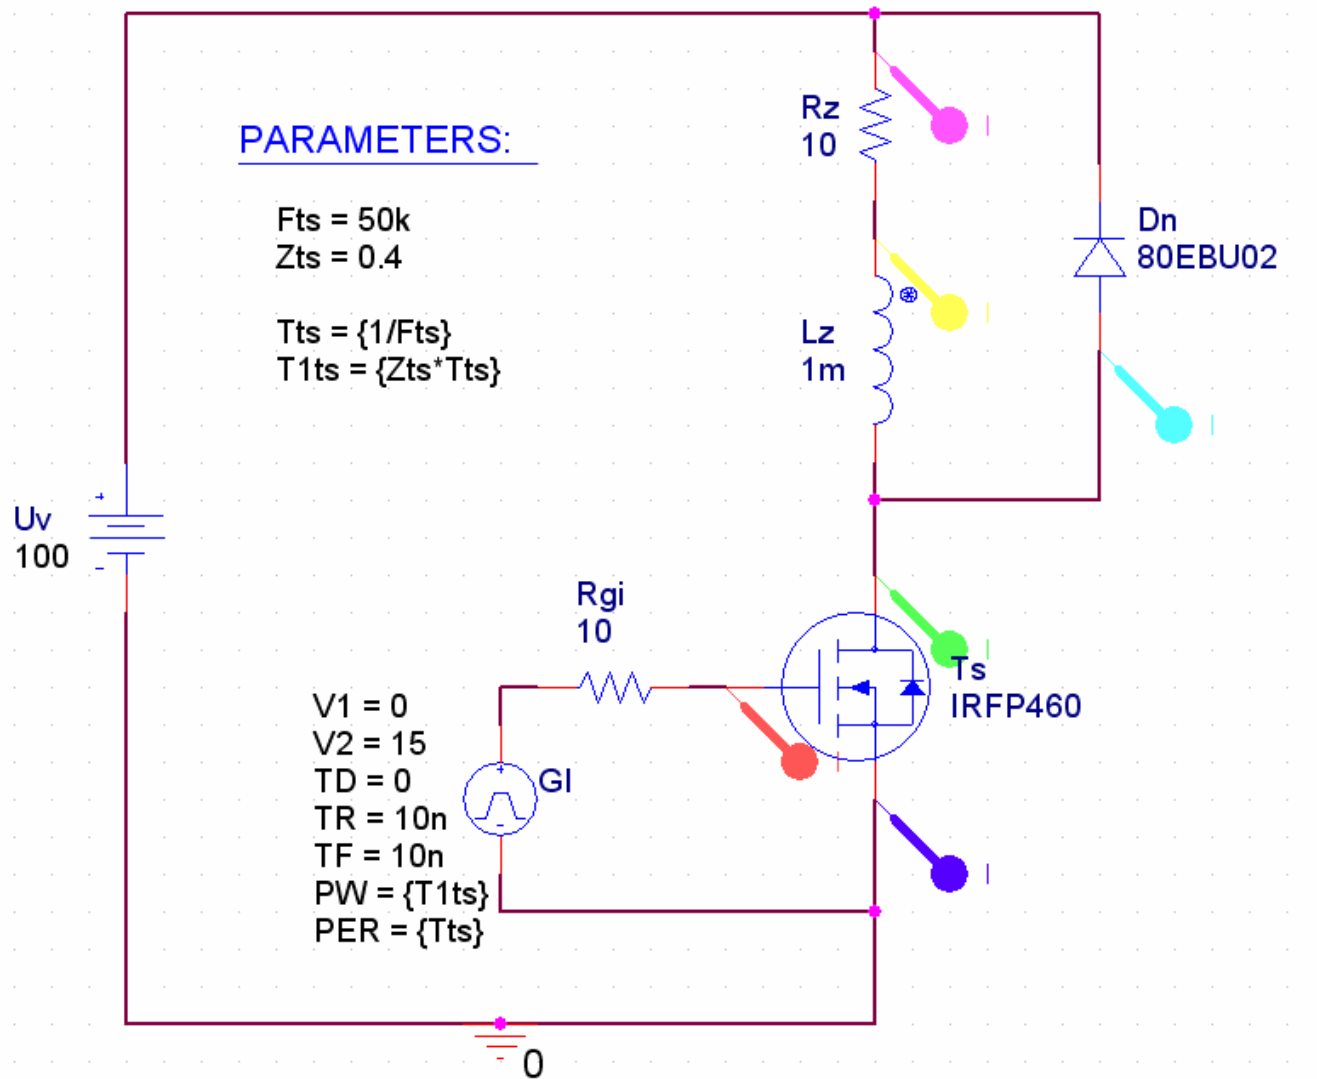 Rz
10
PARAMETERS:
Fts = 50k
Zts = 0.4
Tts = {1/Fts}
T1ts = {Zts*Tts}
Dn
80EBU02
Lz
1m
Uv
100
Rgi
10
Ts
IRFP460
V1 = 0
V2 = 15
TD = 0
TR = 10n
TF = 10n
PW = {T1ts}
PER = {Tts}
GI
0